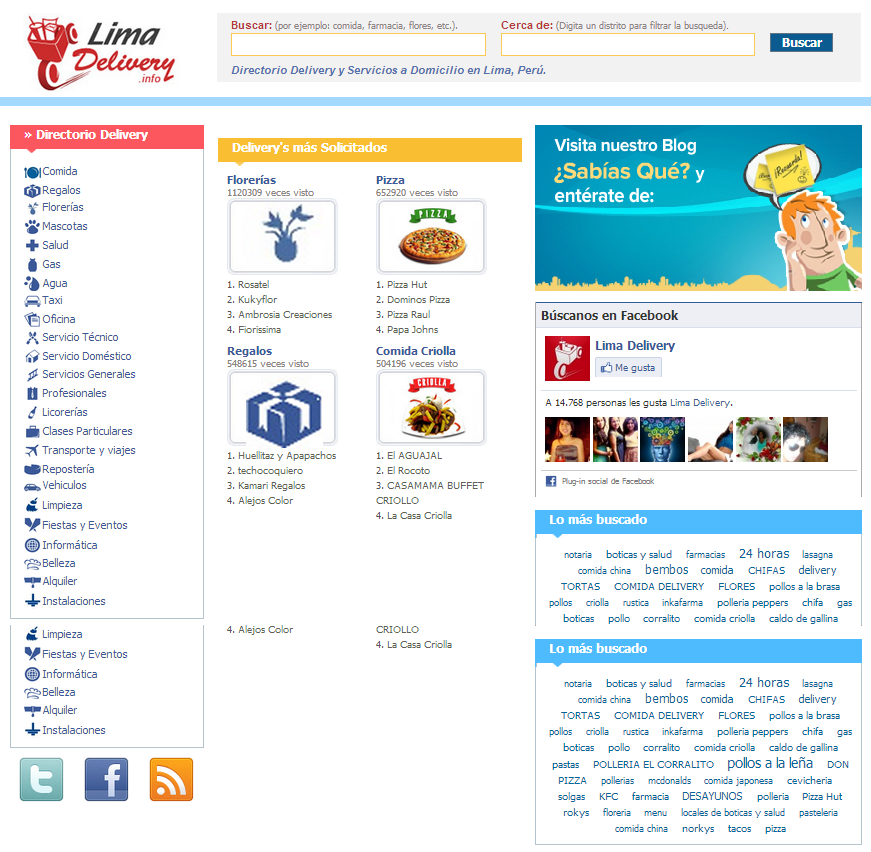 Lima
Delivery
.info
Buscar: (por ejemplo: comida, farmacia, flores, etc.).
Cerca de: (Digita un distrito para filtrar la busqueda).
Buscar
Directorio Delivery y Servicios a Domicilio en Lima, Perú.
» Directorio Delivery
Comida
Regalos
Florerías
Mascotas
Salud
Gas
Agua
Taxi
Oficina
Servicio Técnico
Servicio Doméstico
Servicios Generales
Profesionales
Licorerías
Clases Particulares
Transporte y viajes
Repostería
Vehiculos
Limpieza
Fiestas y Eventos
Informática
Belleza
Alquiler
Instalaciones
Limpieza
Fiestas y Eventos
Informática
Belleza
Alquiler
Instalaciones
Delivery's más Solicitados
Florerías
1120309 veces visto
1. Rosatel
2. Kukyflor
3. Ambrosia Creaciones
4. Fiorissima
Pizza
652920 veces visto
PIZZA
1. Pizza Hut
2. Dominos Pizza
3. Pizza Raul
4. Papa Johns
Regalos
548615 veces visto
1. Huellitaz y Apapachos
2. techocoquiero
3. Kamari Regalos
4. Alejos Color
Comida Criolla
504196 veces visto
CRIOLLA
1. El AGUAJAL
2. El Rocoto
3. CASAMAMA BUFFET
CRIOLLO
4. La Casa Criolla
4. Alejos Color
CRIOLLO
4. La Casa Criolla
Visita nuestro Blog
¿Sabías Qué? y
entérate de:
¡Recuerda!
Búscanos en Facebook
Lima Delivery
Me gusta
A 14.768 personas les gusta Lima Delivery.
Plug-in social de Facebook
Lo más buscado
notaria boticas y salud farmacias 24 horas lasagna
comida china bembos comida CHIFAS delivery
TORTAS COMIDA DELIVERY FLORES pollos a la brasa
pollos criolla rustica inkafarma polleria peppers chifa gas
boticas pollo corralito comida criolla caldo de gallina
Lo más buscado
notaria boticas y salud farmacias 24 horas lasagna
comida china bembos comida CHIFAS delivery
TORTAS COMIDA DELIVERY FLORES pollos a la brasa
pollos criolla rustica inkafarma polleria peppers chifa gas
boticas pollo corralito comida criolla caldo de gallina
pastas POLLERIA EL CORRALITO pollos a la leña DON
PIZZA pollerias mcdonalds comida japonesa cevicheria
solgas KFC farmacia DESAYUNOS polleria Pizza Hut
rokys floreria menu locales de boticas y salud pasteleria
comida china norkys tacos pizza